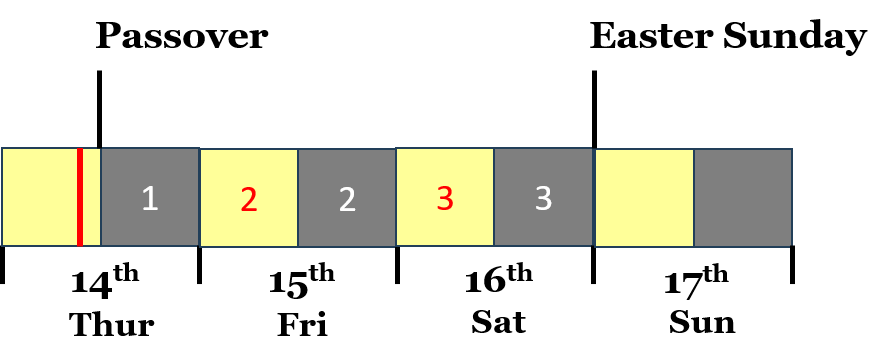 Passover Easter Sunday
1 2 2 3 3
14th 15th 16th 17th
Thur Fri Sat Sun